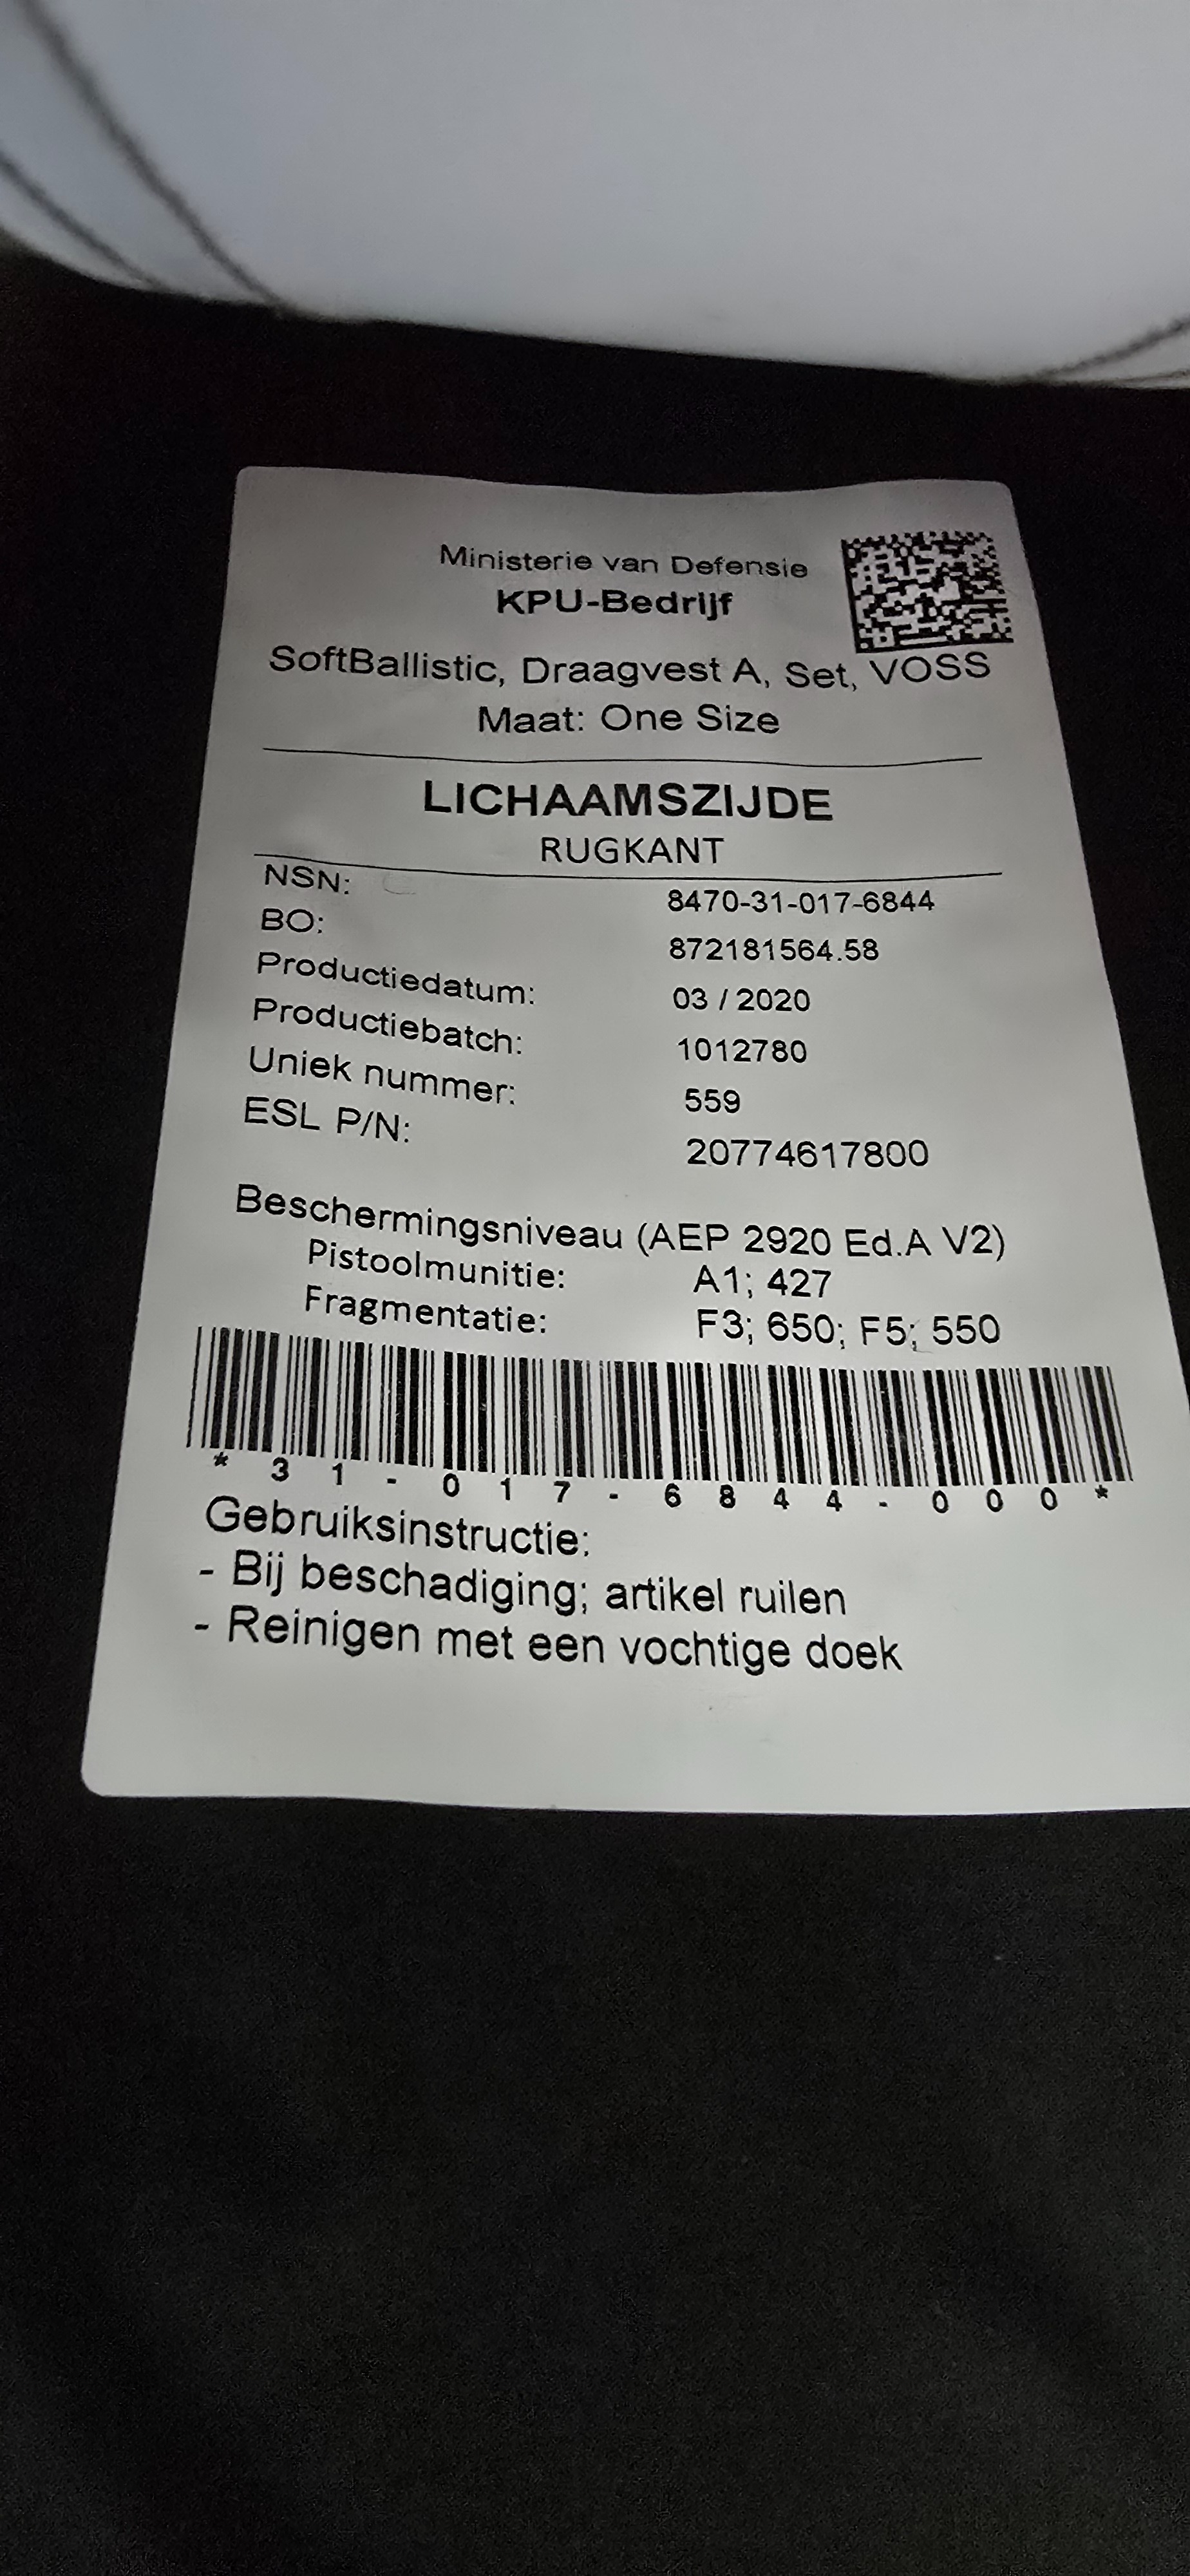 Ministerie van Defensie
KPU-Bedrijf
SoftBallistic, Draagvest A, Set, VOSS
Maat: One Size
LICHAAMSZIJDE
RUGKANT
NSN: 8470-31-017-6844
BO: 872181564.58
Productiedatum: 03 / 2020
Productiebatch: 1012780
Uniek nummer: 559
ESL P/N: 20774617800
Beschermingsniveau (AEP 2920 Ed.A V2)
Pistoolmunitie: A1; 427
Fragmentatie: F3; 650; F5; 550
* 3 1 - 0 1 7 - 6 8 4 4 - 0 0 0 *
Gebruiksinstructie:
- Bij beschadiging; artikel ruilen
- Reinigen met een vochtige doek